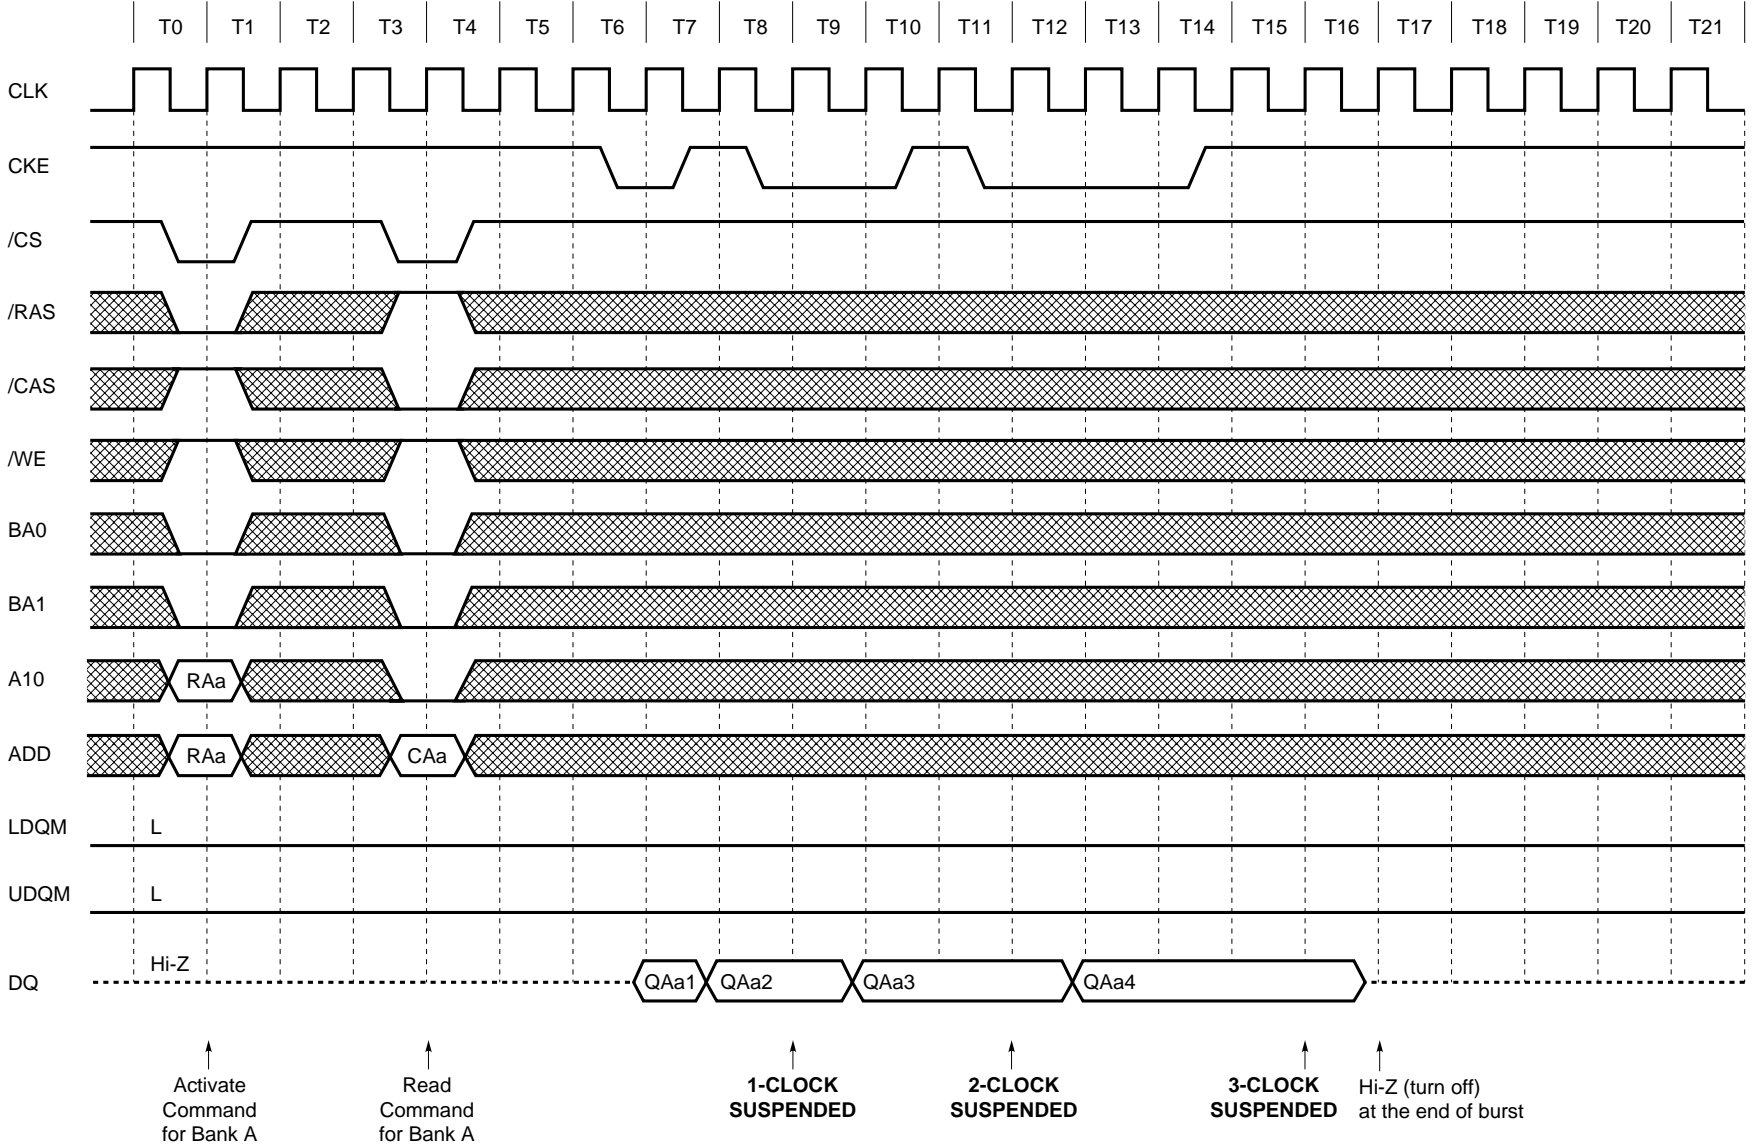 T0 T1 T2 T3 T4 T5 T6 T7 T8 T9 T10 T11 T12 T13 T14 T15 T16 T17 T18 T19 T20 T21
CLK
CKE
/CS
/RAS
/CAS
/WE
BA0
BA1
A10 RAa
ADD RAa CAa
LDQM L
UDQM L
DQ Hi-Z QAa1 QAa2 QAa3 QAa4
Activate
Command
for Bank A
Read
Command
for Bank A
1-CLOCK
SUSPENDED
2-CLOCK
SUSPENDED
3-CLOCK
SUSPENDED
Hi-Z (turn off)
at the end of burst